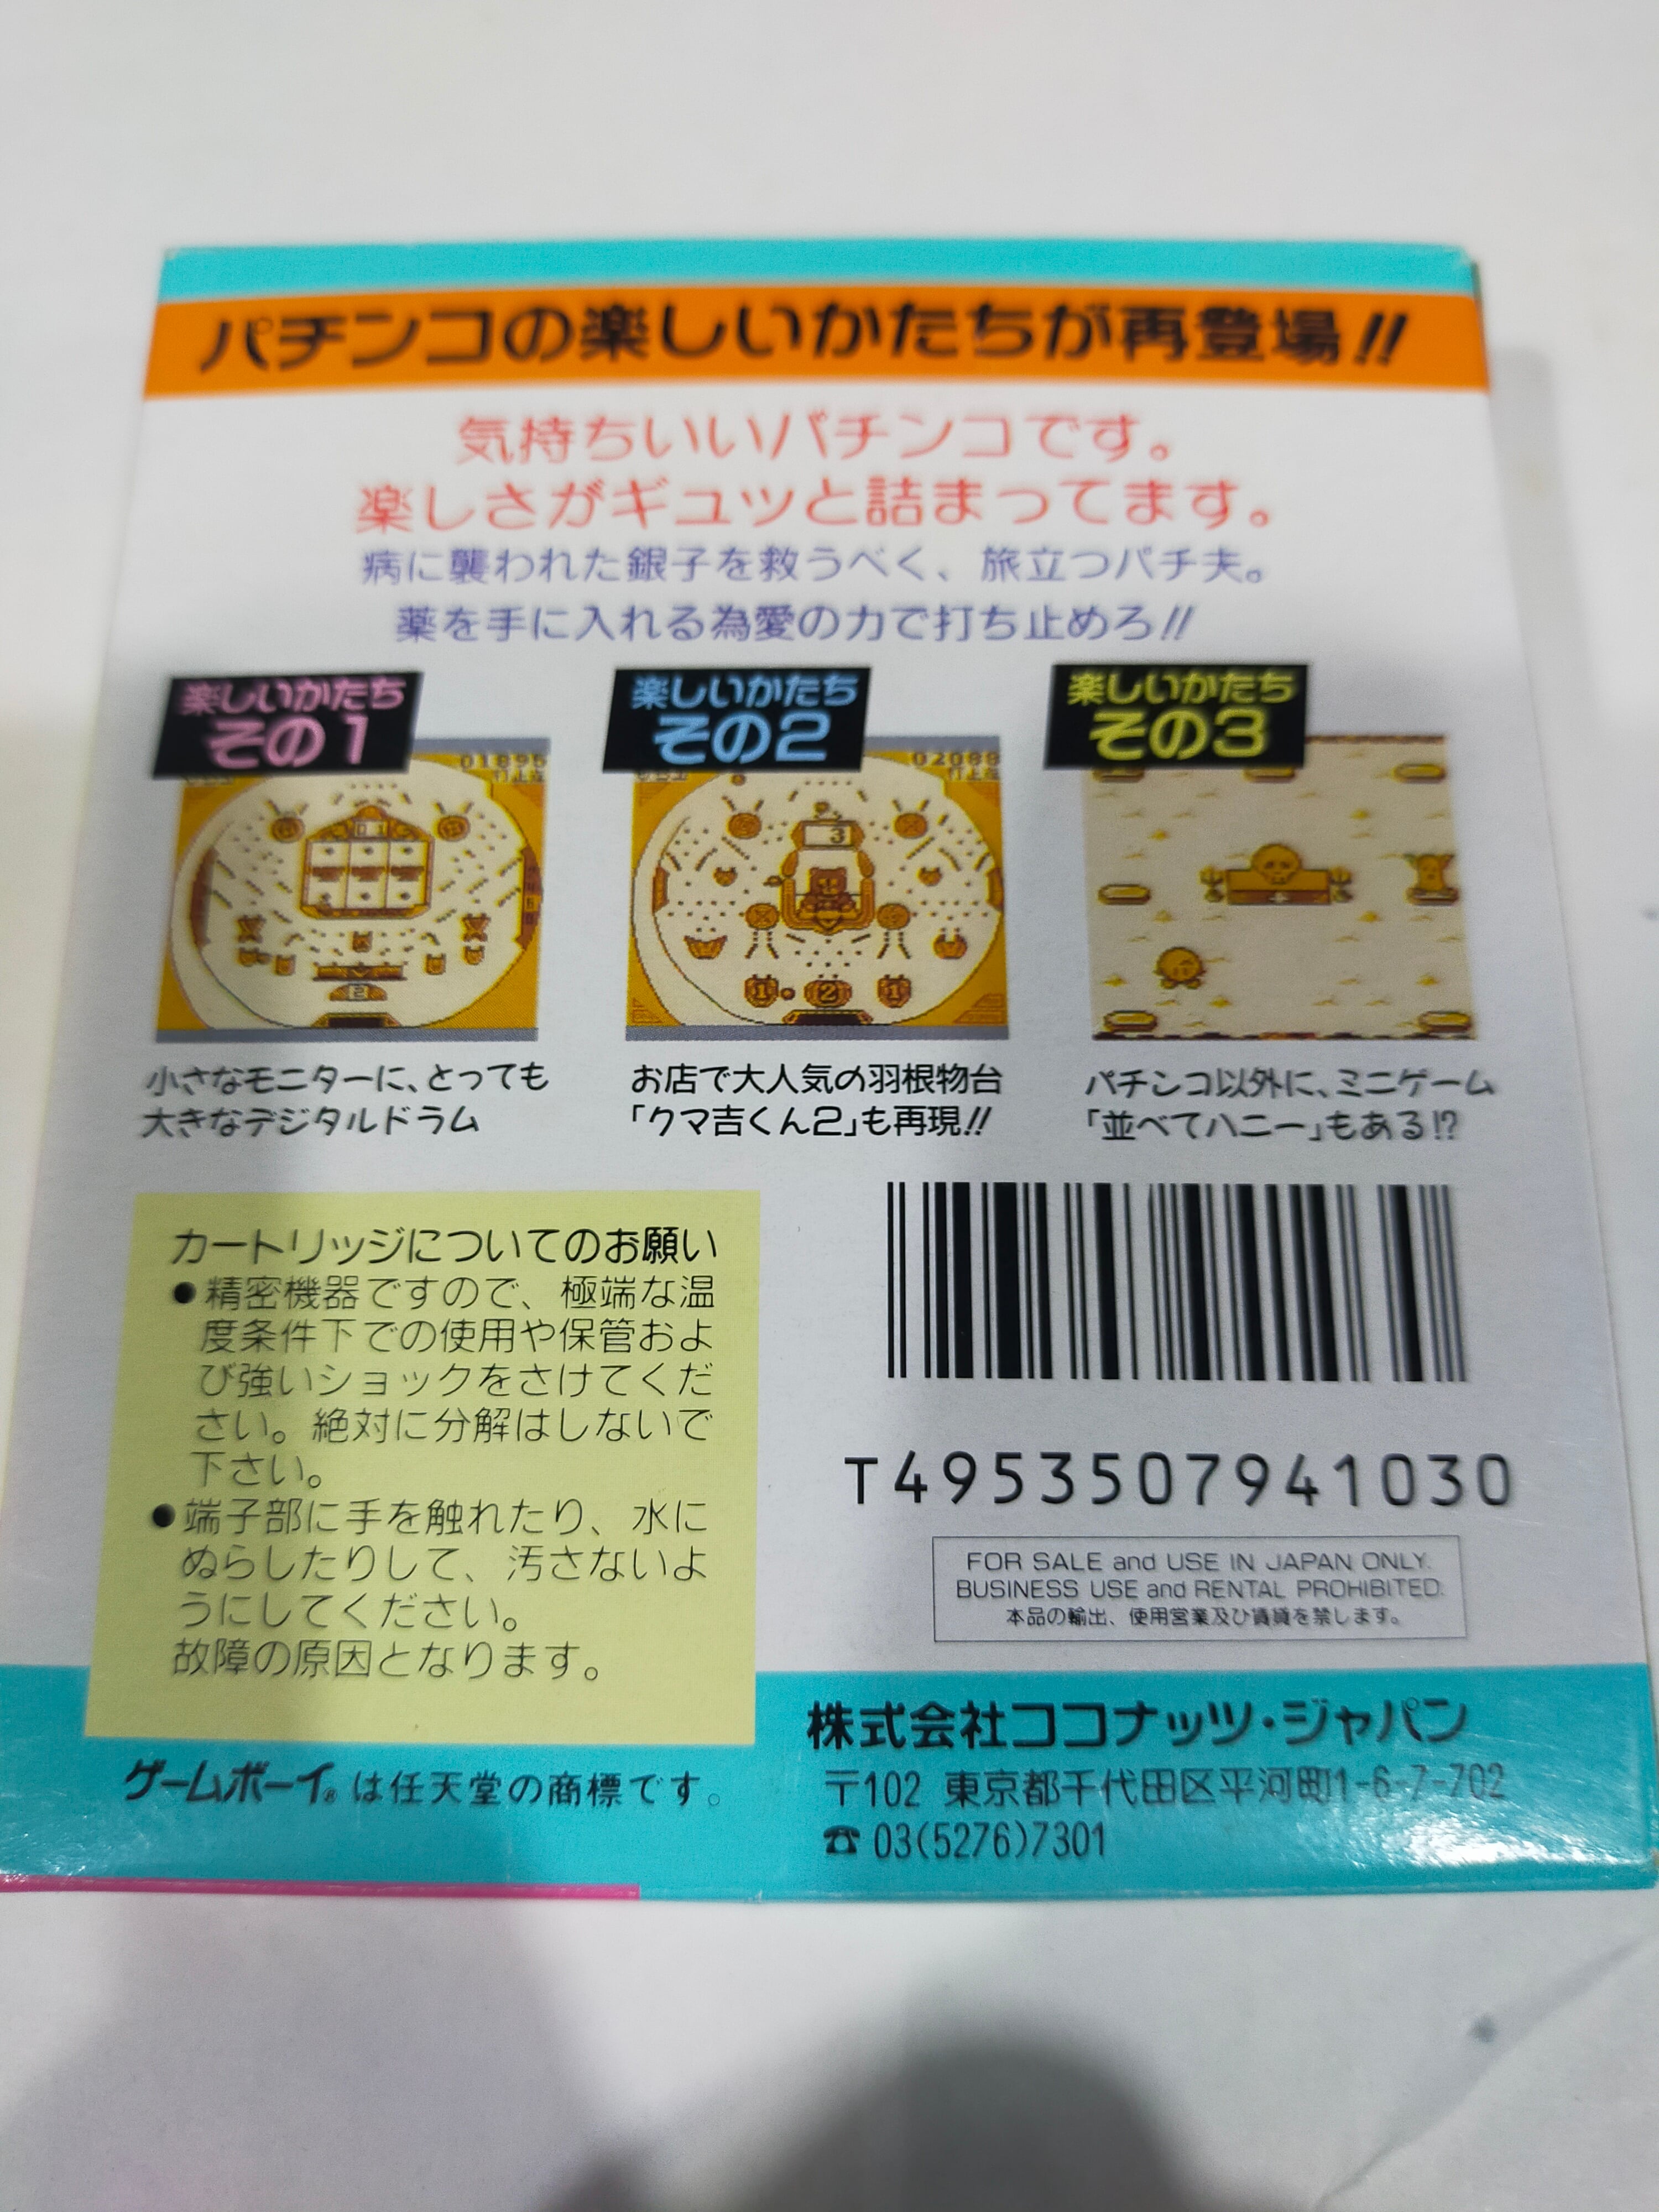 パチンコの楽しいかたちが再登場!!
気持ちいいパチンコです。
楽しさがギュッと詰まってます。
病に襲われた銀子を救うべく、旅立つパチ夫。
薬を手に入れる為愛の力で打ち止めろ!!
楽しいかたち
その1
01895
打止玉
小さなモニターに、とっても
大きなデジタルドラム
楽しいかたち
その2
02088
打止玉
3
1 2 1
お店で大人気の羽根物台
「クマ吉くん2」も再現!!
楽しいかたち
その3
パチンコ以外に、ミニゲーム
「並べてハニー」もある!?
カートリッジについてのお願い
●精密機器ですので、極端な温
度条件下での使用や保管およ
び強いショックをさけてくだ
さい。絶対に分解はしないで
下さい。
●端子部に手を触れたり、水に
ぬらしたりして、汚さないよ
うにしてください。
故障の原因となります。
T4953507941030
FOR SALE and USE IN JAPAN ONLY.
BUSINESS USE and RENTAL PROHIBITED.
本品の輸出、使用営業及び賃貸を禁じます。
ゲームボーイ®は任天堂の商標です。
株式会社ココナッツ・ジャパン
〒102 東京都千代田区平河町1-6-7-702
☎03(5276)7301